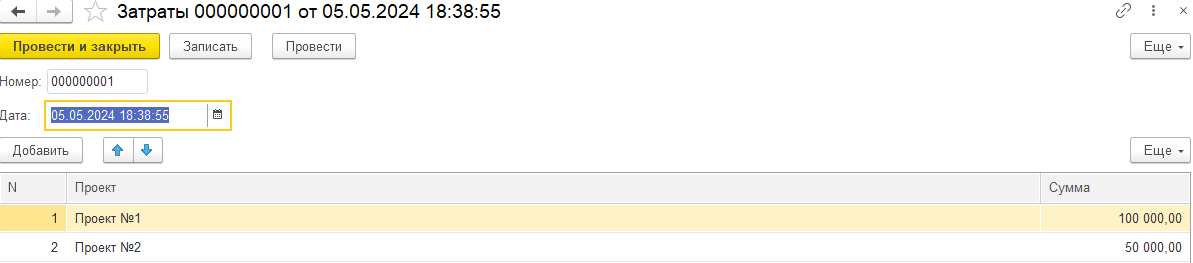 Затраты 000000001 от 05.05.2024 18:38:55
Провести и закрыть Записать Провести Еще
Номер: 000000001
Дата: 05.05.2024 18:38:55
Добавить Еще
N Проект Сумма
1 Проект №1 100 000,00
2 Проект №2 50 000,00